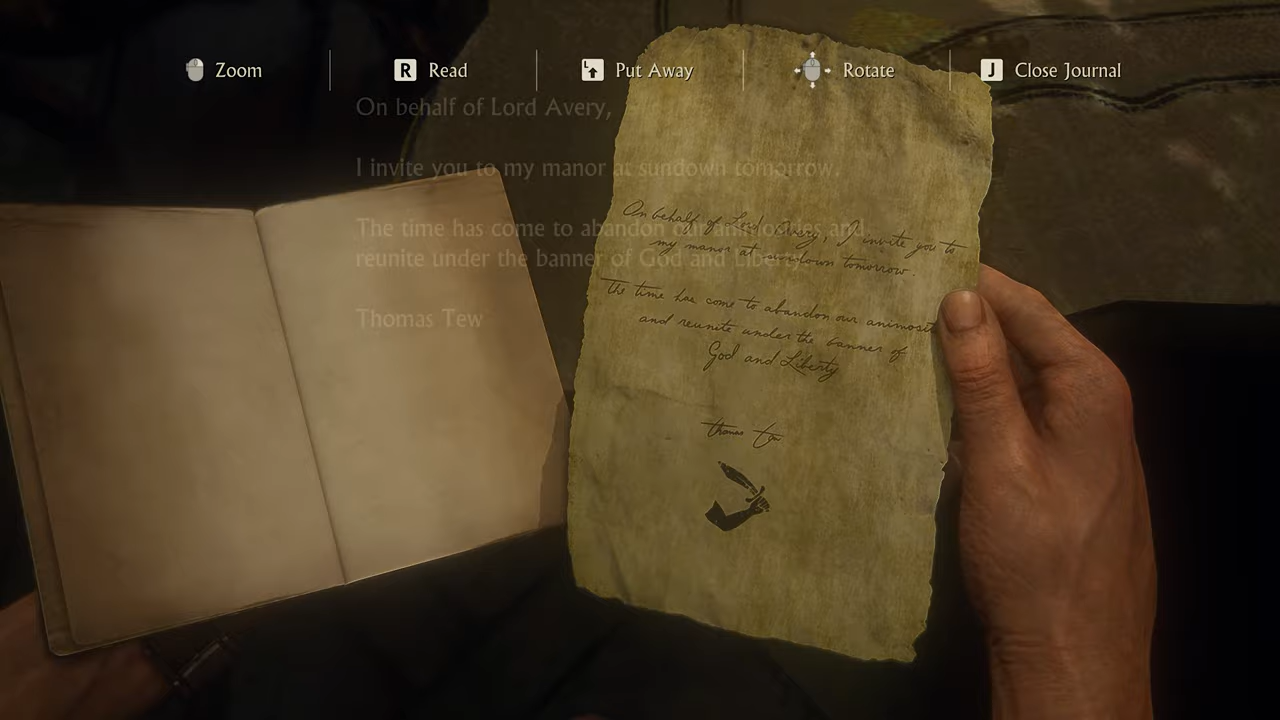 Zoom
R Read
L Put Away
Rotate
J Close Journal
On behalf of Lord Avery,
I invite you to my manor at sundown tomorrow.
The time has come to abandon our animosities and
reunite under the banner of God and Liberty.
Thomas Tew
On behalf of Lord Avery, I invite you to
my manor at sundown tomorrow.
The time has come to abandon our animosit
and reunite under the banner of
God and Liberty
Thomas Tew